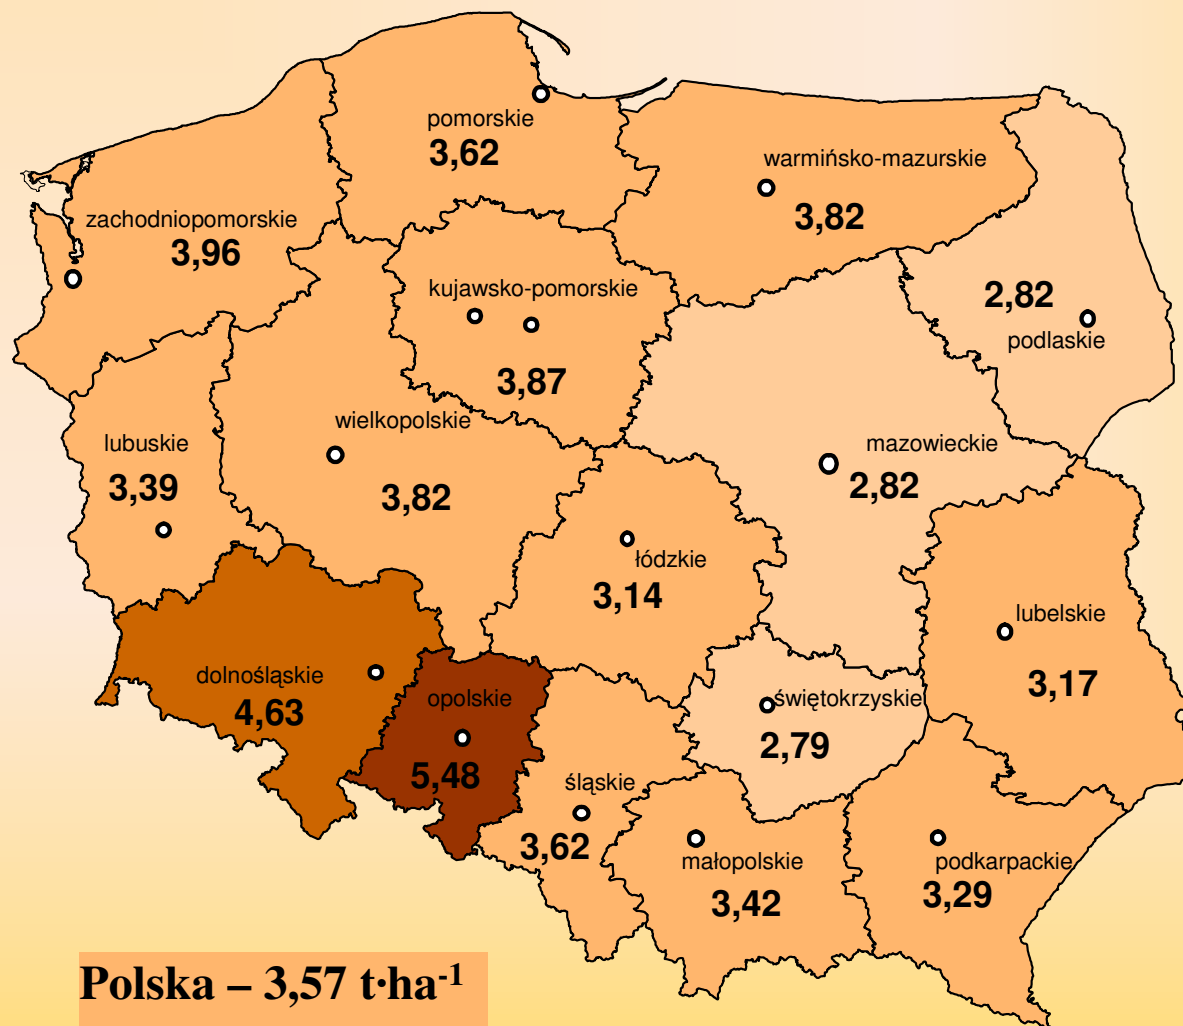 pomorskie
3,62
warmińsko-mazurskie
3,82
zachodniopomorskie
3,96
kujawsko-pomorskie
3,87
2,82
podlaskie
wielkopolskie
3,82
lubuskie
3,39
mazowieckie
2,82
łódzkie
3,14
lubelskie
3,17
dolnośląskie
4,63
opolskie
5,48
świętokrzyskie
2,79
śląskie
3,62
małopolskie
3,42
podkarpackie
3,29
Polska – 3,57 t·ha⁻¹